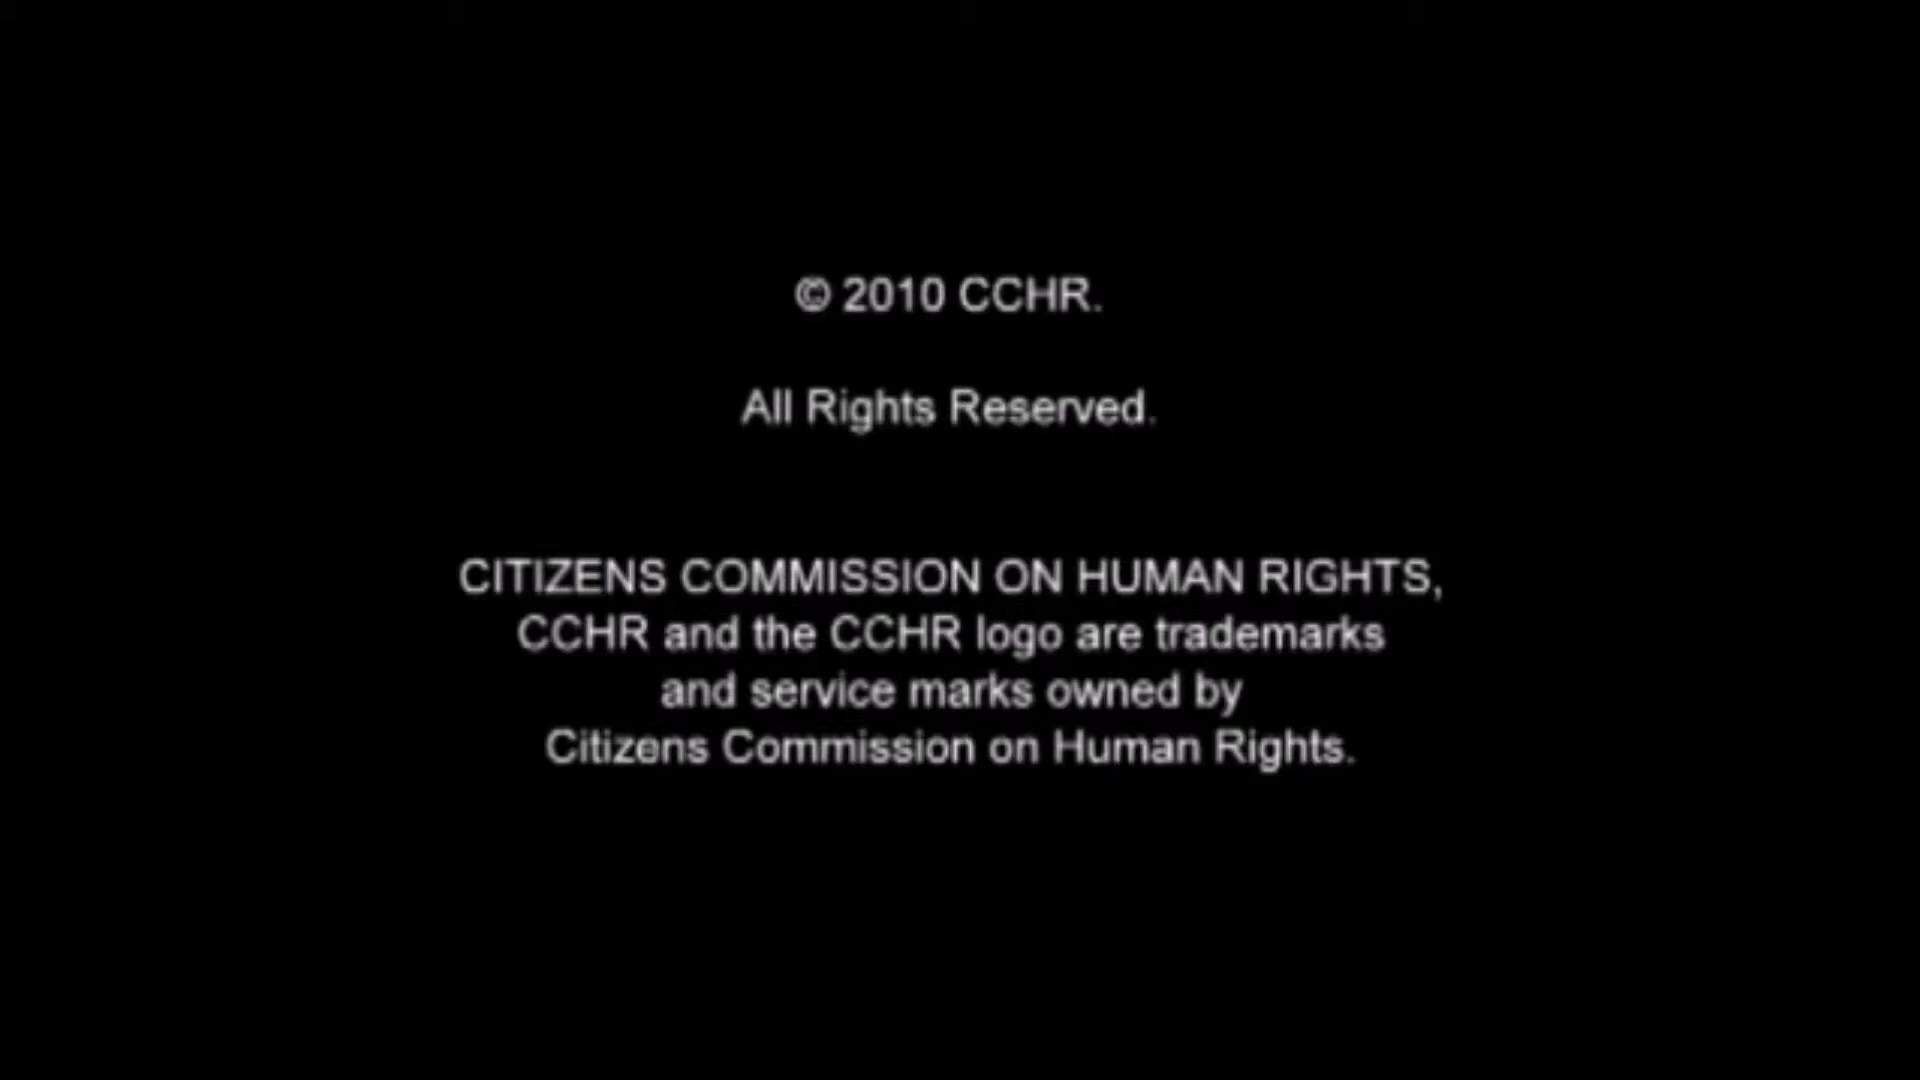 © 2010 CCHR.
All Rights Reserved.
CITIZENS COMMISSION ON HUMAN RIGHTS,
CCHR and the CCHR logo are trademarks
and service marks owned by
Citizens Commission on Human Rights.